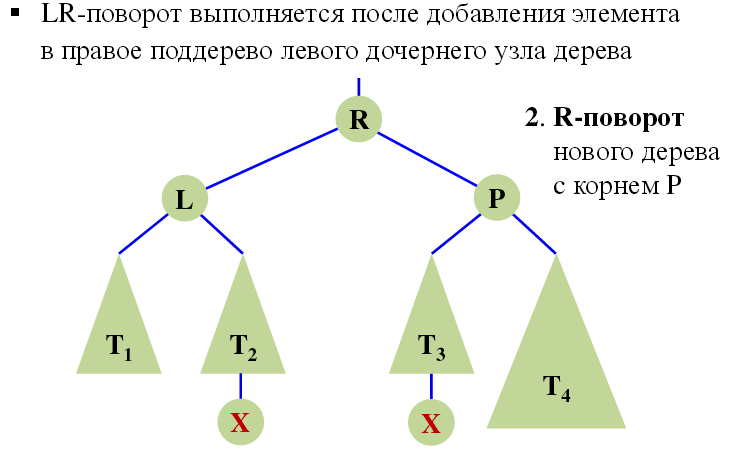 ▪ LR-поворот выполняется после добавления элемента
в правое поддерево левого дочернего узла дерева
R
2. R-поворот
нового дерева
с корнем P
L
P
T1
T2
T3
T4
X
X